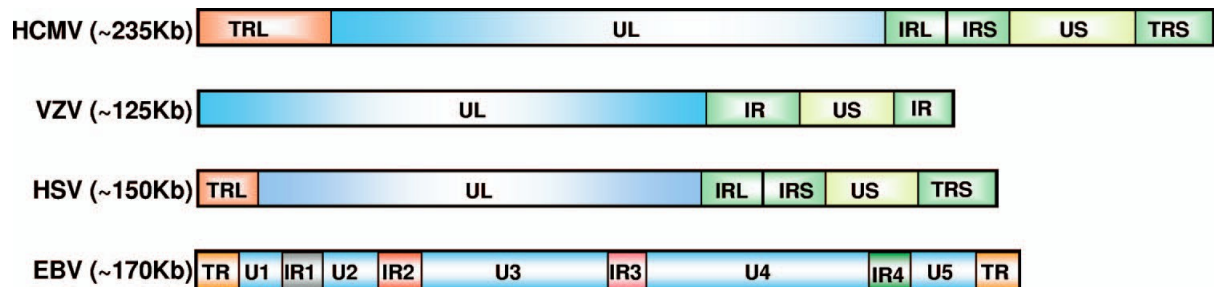 HCMV (~235Kb) TRL UL IRL IRS US TRS
VZV (~125Kb) UL IR US IR
HSV (~150Kb) TRL UL IRL IRS US TRS
EBV (~170Kb) TR U1 IR1 U2 IR2 U3 IR3 U4 IR4 U5 TR